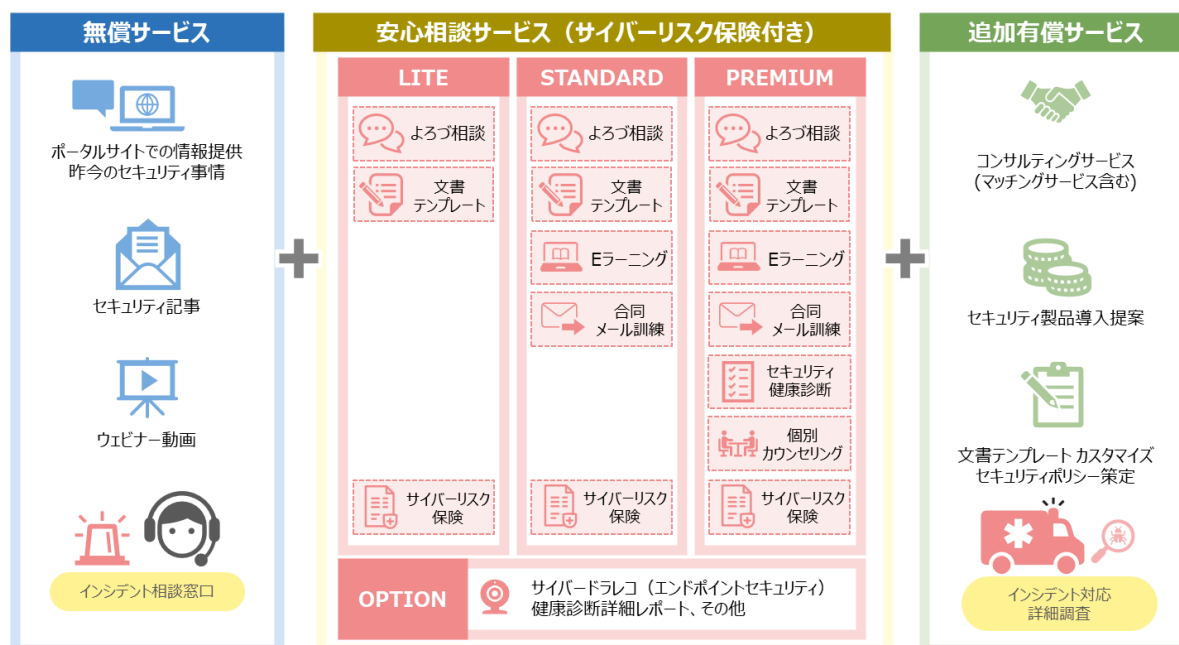 無償サービス
ポータルサイトでの情報提供
昨今のセキュリティ事情
セキュリティ記事
ウェビナー動画
インシデント相談窓口
安心相談サービス（サイバーリスク保険付き）
LITE
よろづ相談
文書
テンプレート
サイバーリスク
保険
STANDARD
よろづ相談
文書
テンプレート
Eラーニング
合同
メール訓練
サイバーリスク
保険
PREMIUM
よろづ相談
文書
テンプレート
Eラーニング
合同
メール訓練
セキュリティ
健康診断
個別
カウンセリング
サイバーリスク
保険
OPTION
サイバードラレコ（エンドポイントセキュリティ）
健康診断詳細レポート、その他
追加有償サービス
コンサルティングサービス
(マッチングサービス含む)
セキュリティ製品導入提案
文書テンプレート カスタマイズ
セキュリティポリシー策定
インシデント対応
詳細調査